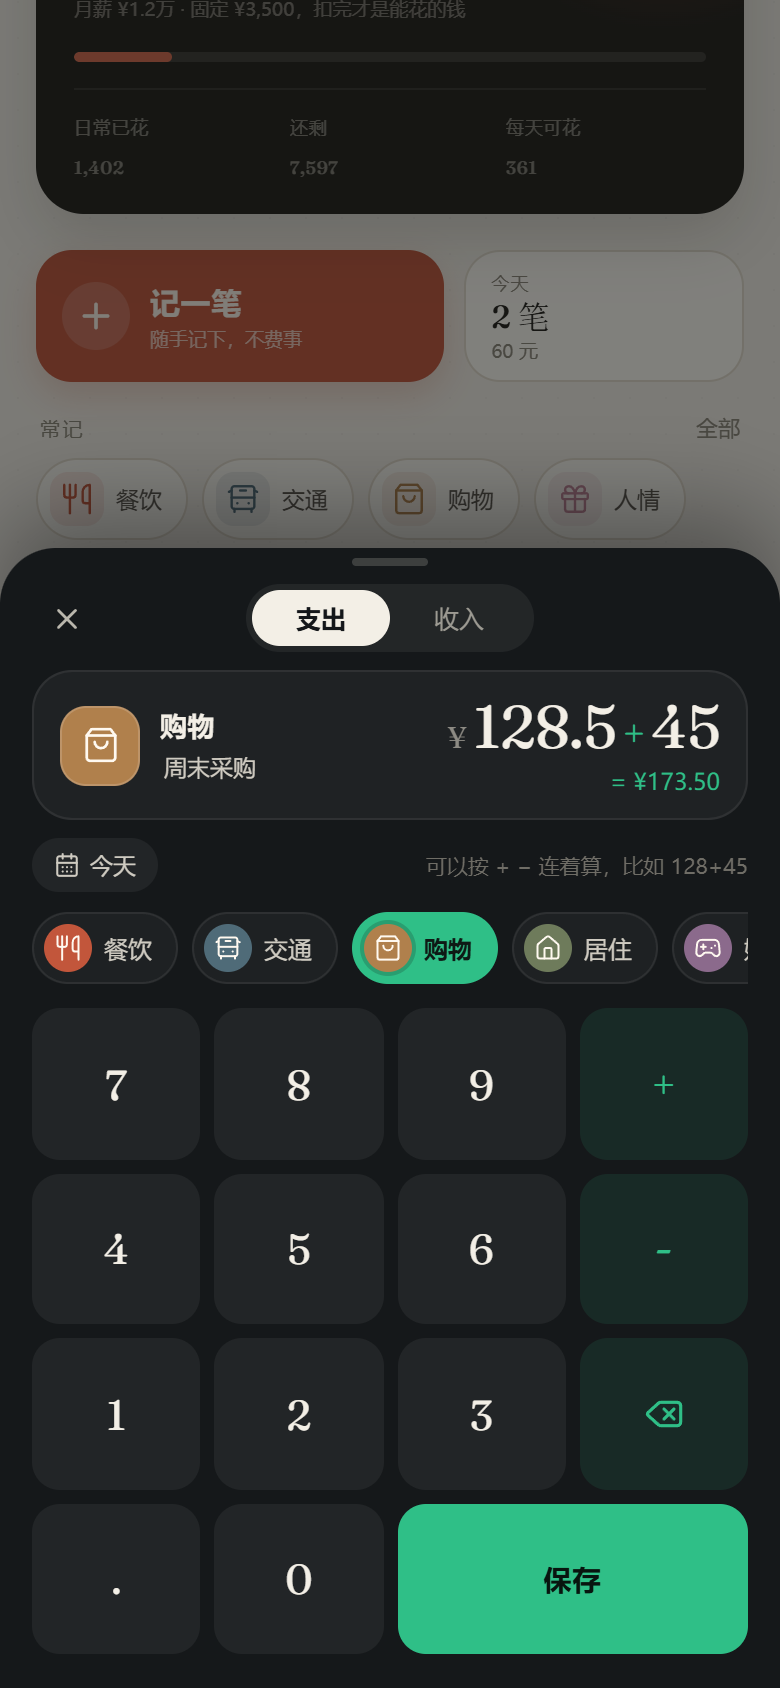 月薪 ¥1.2万 · 固定 ¥3,500，扣完才是能花的钱
日常已花 还剩 每天可花
1,402 7,597 361
记一笔
随手记下，不费事
今天
2 笔
60 元
常记 全部
餐饮 交通 购物 人情
支出 收入
购物
周末采购
¥128.5+45
= ¥173.50
今天 可以按 + − 连着算，比如 128+45
餐饮 交通 购物 居住
7 8 9 +
4 5 6 -
1 2 3
. 0 保存